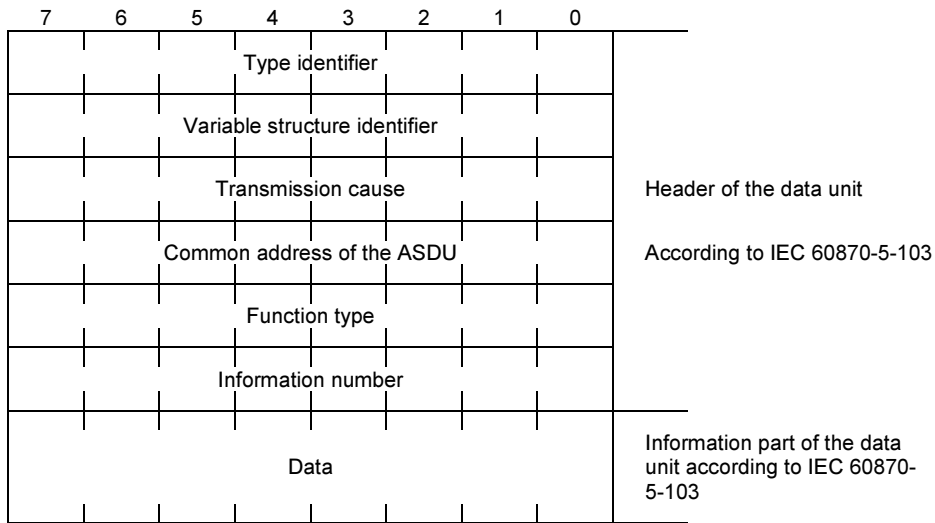 7 6 5 4 3 2 1 0
Type identifier
Variable structure identifier
Transmission cause
Header of the data unit
Common address of the ASDU
According to IEC 60870-5-103
Function type
Information number
Data
Information part of the data
unit according to IEC 60870-
5-103